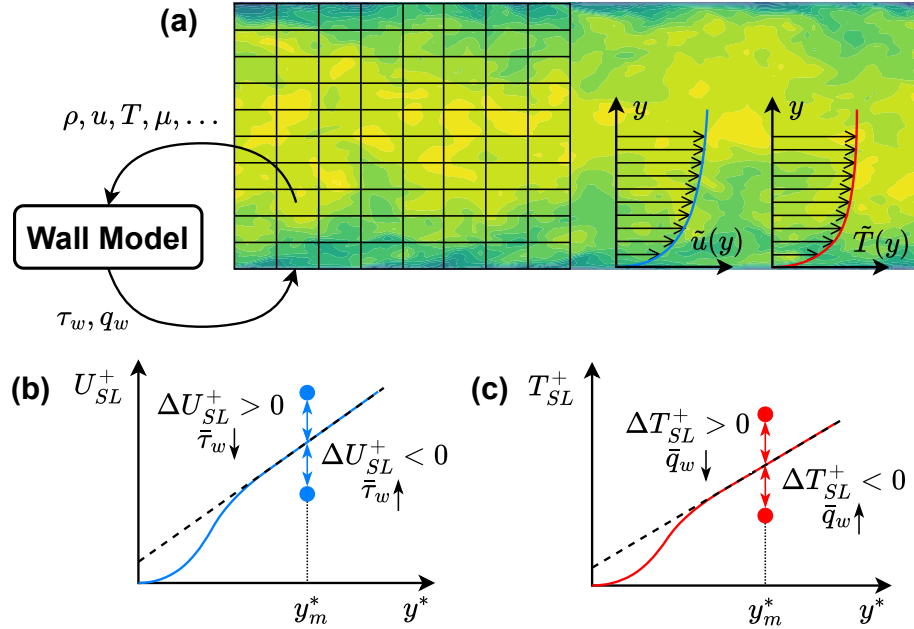 (a)
ρ, u, T, μ, . . .
Wall Model
τ_w, q_w
y
ũ(y)
y
T̃(y)
(b)
U⁺_SL
ΔU⁺_SL > 0
τ̄_w ↓
ΔU⁺_SL < 0
τ̄_w ↑
y*_m
y*
(c)
T⁺_SL
ΔT⁺_SL > 0
q̄_w ↓
ΔT⁺_SL < 0
q̄_w ↑
y*_m
y*